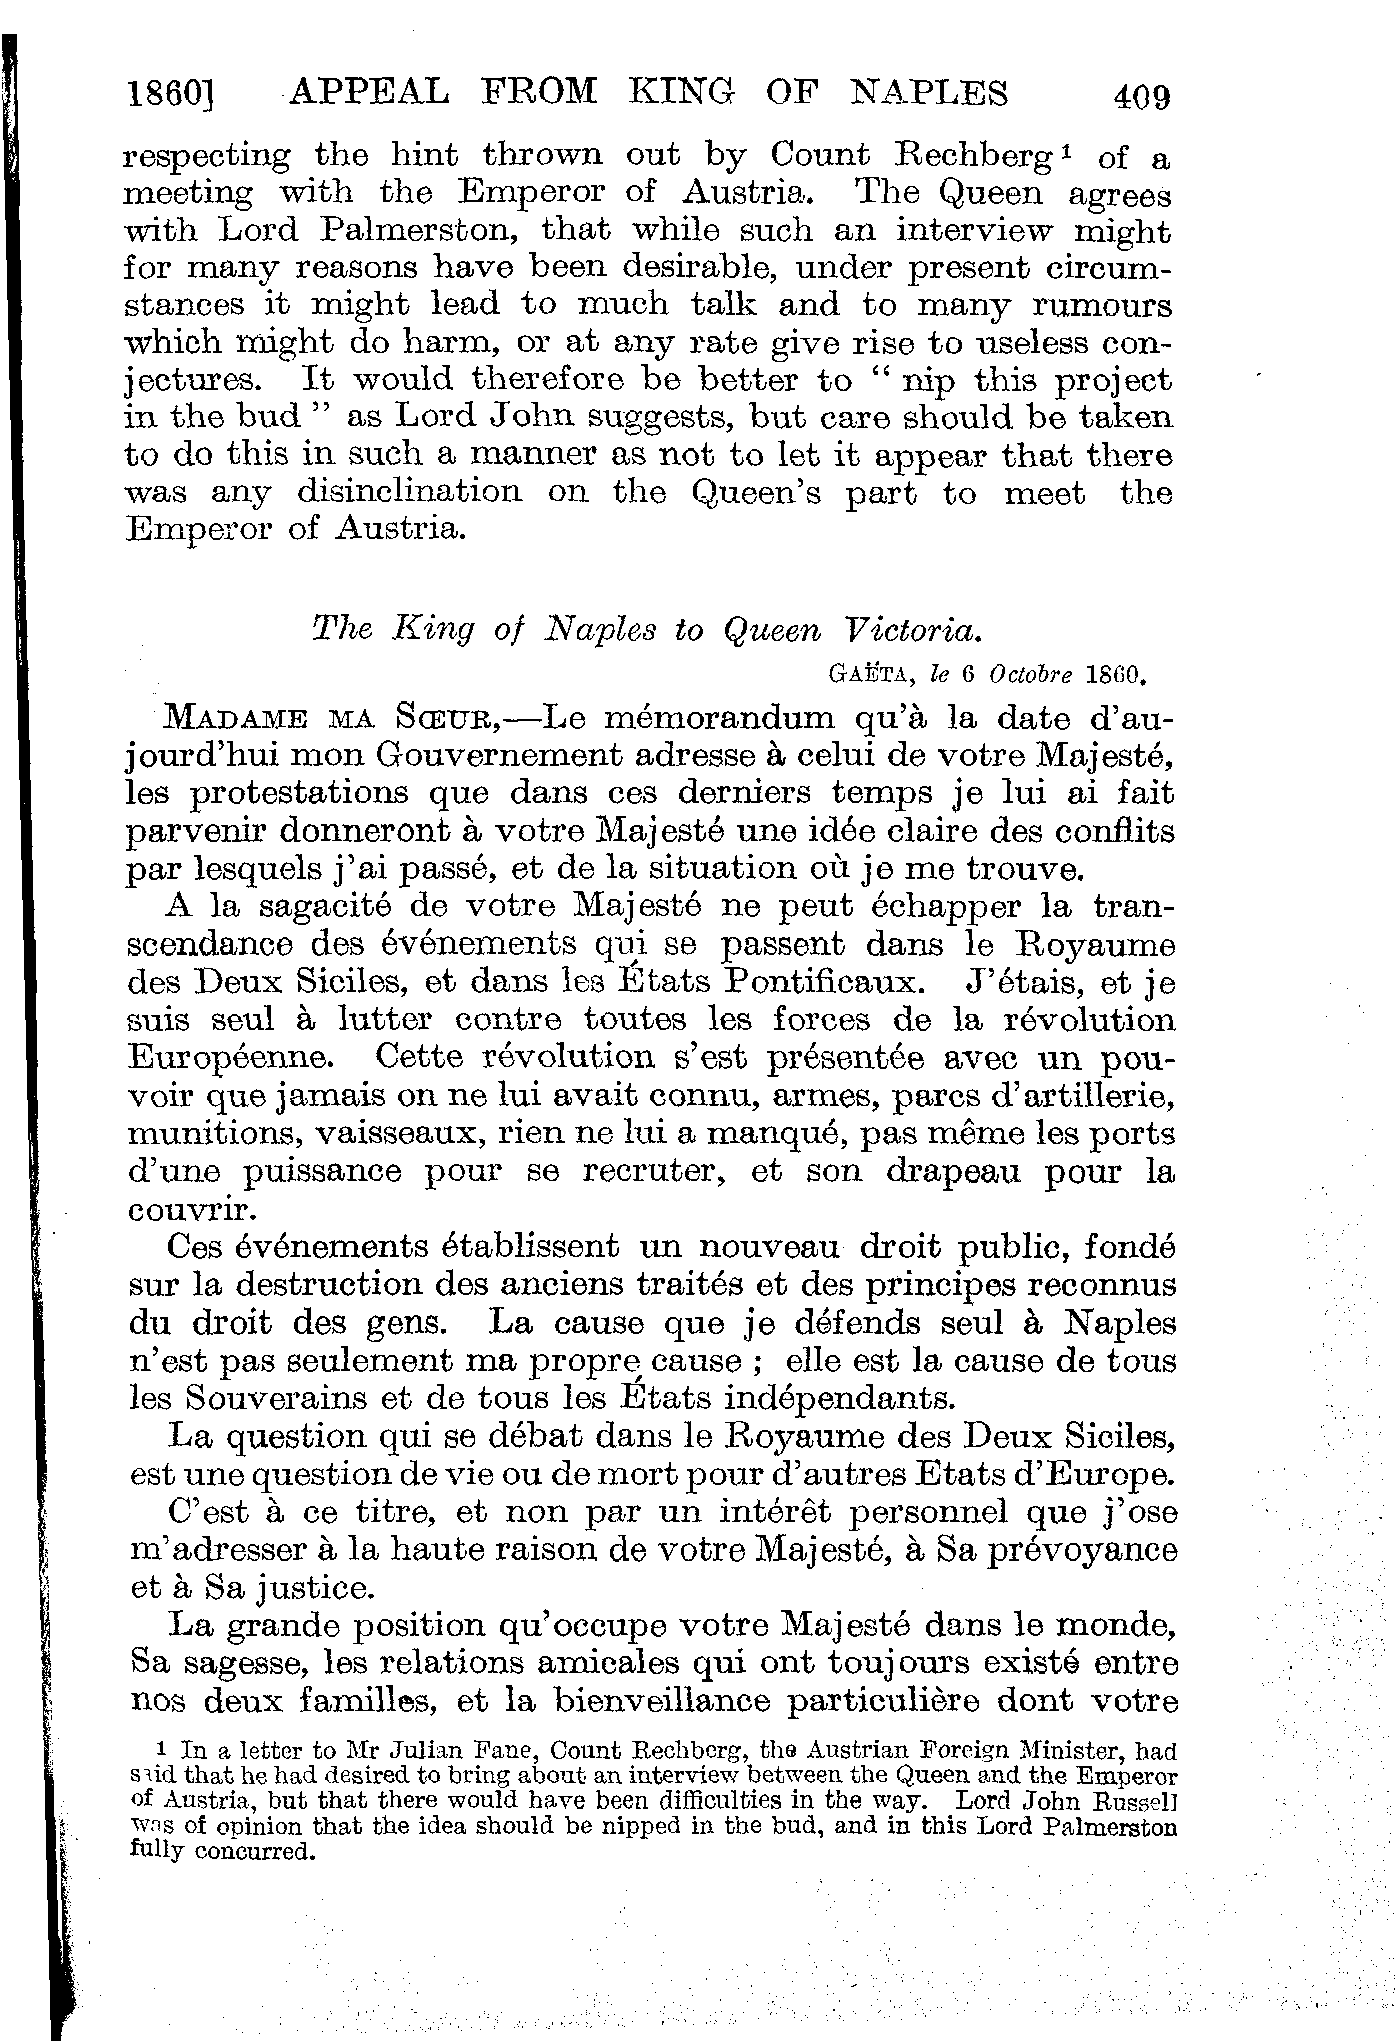 1860] APPEAL FROM KING OF NAPLES 409
respecting the hint thrown out by Count Rechberg¹ of a
meeting with the Emperor of Austria. The Queen agrees
with Lord Palmerston, that while such an interview might
for many reasons have been desirable, under present circum-
stances it might lead to much talk and to many rumours
which might do harm, or at any rate give rise to useless con-
jectures. It would therefore be better to “ nip this project
in the bud ” as Lord John suggests, but care should be taken
to do this in such a manner as not to let it appear that there
was any disinclination on the Queen’s part to meet the
Emperor of Austria.
The King of Naples to Queen Victoria.
GAËTA, le 6 Octobre 1860.
MADAME MA SŒUR,—Le mémorandum qu’à la date d’au-
jourd’hui mon Gouvernement adresse à celui de votre Majesté,
les protestations que dans ces derniers temps je lui ai fait
parvenir donneront à votre Majesté une idée claire des conflits
par lesquels j’ai passé, et de la situation où je me trouve.
A la sagacité de votre Majesté ne peut échapper la tran-
scendance des événements qui se passent dans le Royaume
des Deux Siciles, et dans les États Pontificaux. J’étais, et je
suis seul à lutter contre toutes les forces de la révolution
Européenne. Cette révolution s’est présentée avec un pou-
voir que jamais on ne lui avait connu, armes, parcs d’artillerie,
munitions, vaisseaux, rien ne lui a manqué, pas même les ports
d’une puissance pour se recruter, et son drapeau pour la
couvrir.
Ces événements établissent un nouveau droit public, fondé
sur la destruction des anciens traités et des principes reconnus
du droit des gens. La cause que je défends seul à Naples
n’est pas seulement ma propre cause ; elle est la cause de tous
les Souverains et de tous les États indépendants.
La question qui se débat dans le Royaume des Deux Siciles,
est une question de vie ou de mort pour d’autres Etats d’Europe.
C’est à ce titre, et non par un intérêt personnel que j’ose
m’adresser à la haute raison de votre Majesté, à Sa prévoyance
et à Sa justice.
La grande position qu’occupe votre Majesté dans le monde,
Sa sagesse, les relations amicales qui ont toujours existé entre
nos deux familles, et la bienveillance particulière dont votre
1 In a letter to Mr Julian Fane, Count Rechberg, the Austrian Foreign Minister, had
said that he had desired to bring about an interview between the Queen and the Emperor
of Austria, but that there would have been difficulties in the way. Lord John Russell
was of opinion that the idea should be nipped in the bud, and in this Lord Palmerston
fully concurred.